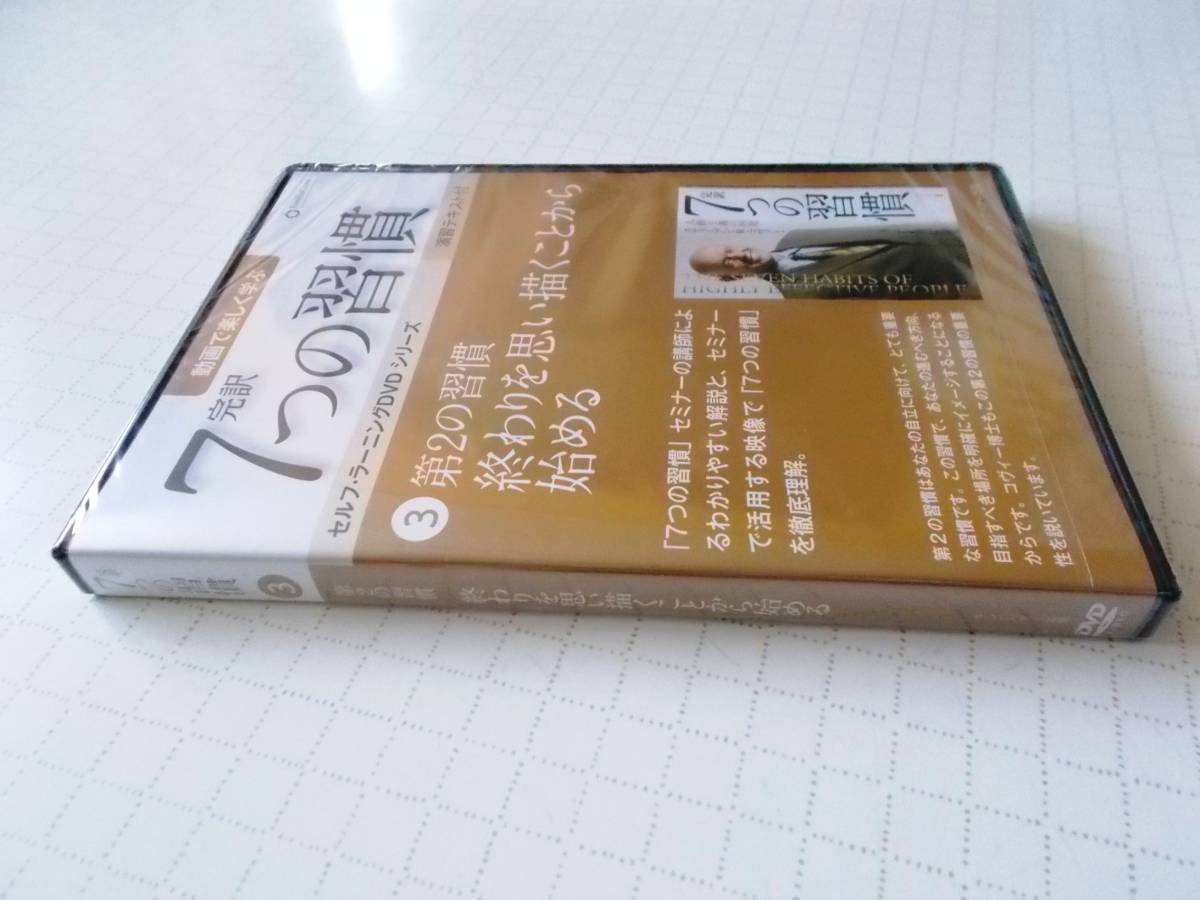 動画で楽しく学ぶ
完訳
7つの習慣
セルフ・ラーニングDVDシリーズ
演習テキスト付
3 第2の習慣
終わりを思い描くことから
始める
「7つの習慣」セミナーの講師によ
るわかりやすい解説と、セミナー
で活用する映像で「7つの習慣」
を徹底理解。
完訳
7つの習慣
SEVEN HABITS OF
HIGHLY EFFECTIVE PEOPLE
第2の習慣はあなたの自立に向けて、とても重要
な習慣です。この習慣で、あなたの進むべき方向、
目指すべき場所を明確にイメージすることになる
からです。コヴィー博士もこの第2の習慣の重要
性を説いています。
完訳
7つの習慣
3
第2の習慣 終わりを思い描くことから始める
DVD